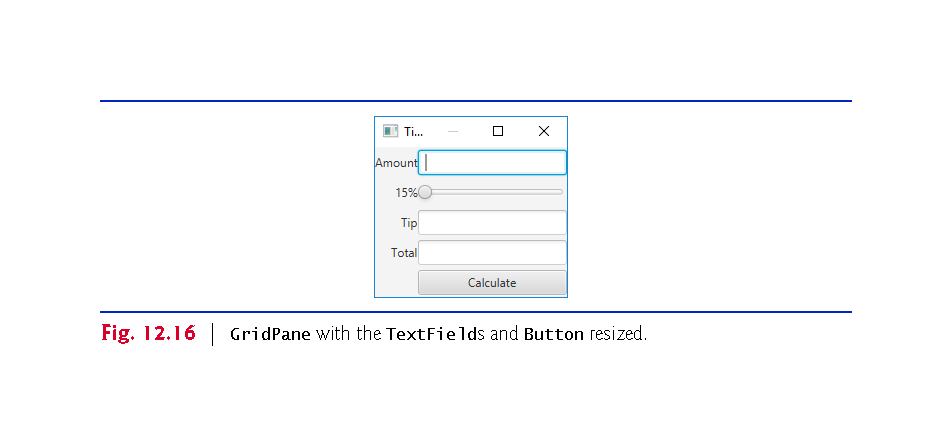 Ti...
Amount
15%
Tip
Total
Calculate
Fig. 12.16 | GridPane with the TextFields and Button resized.